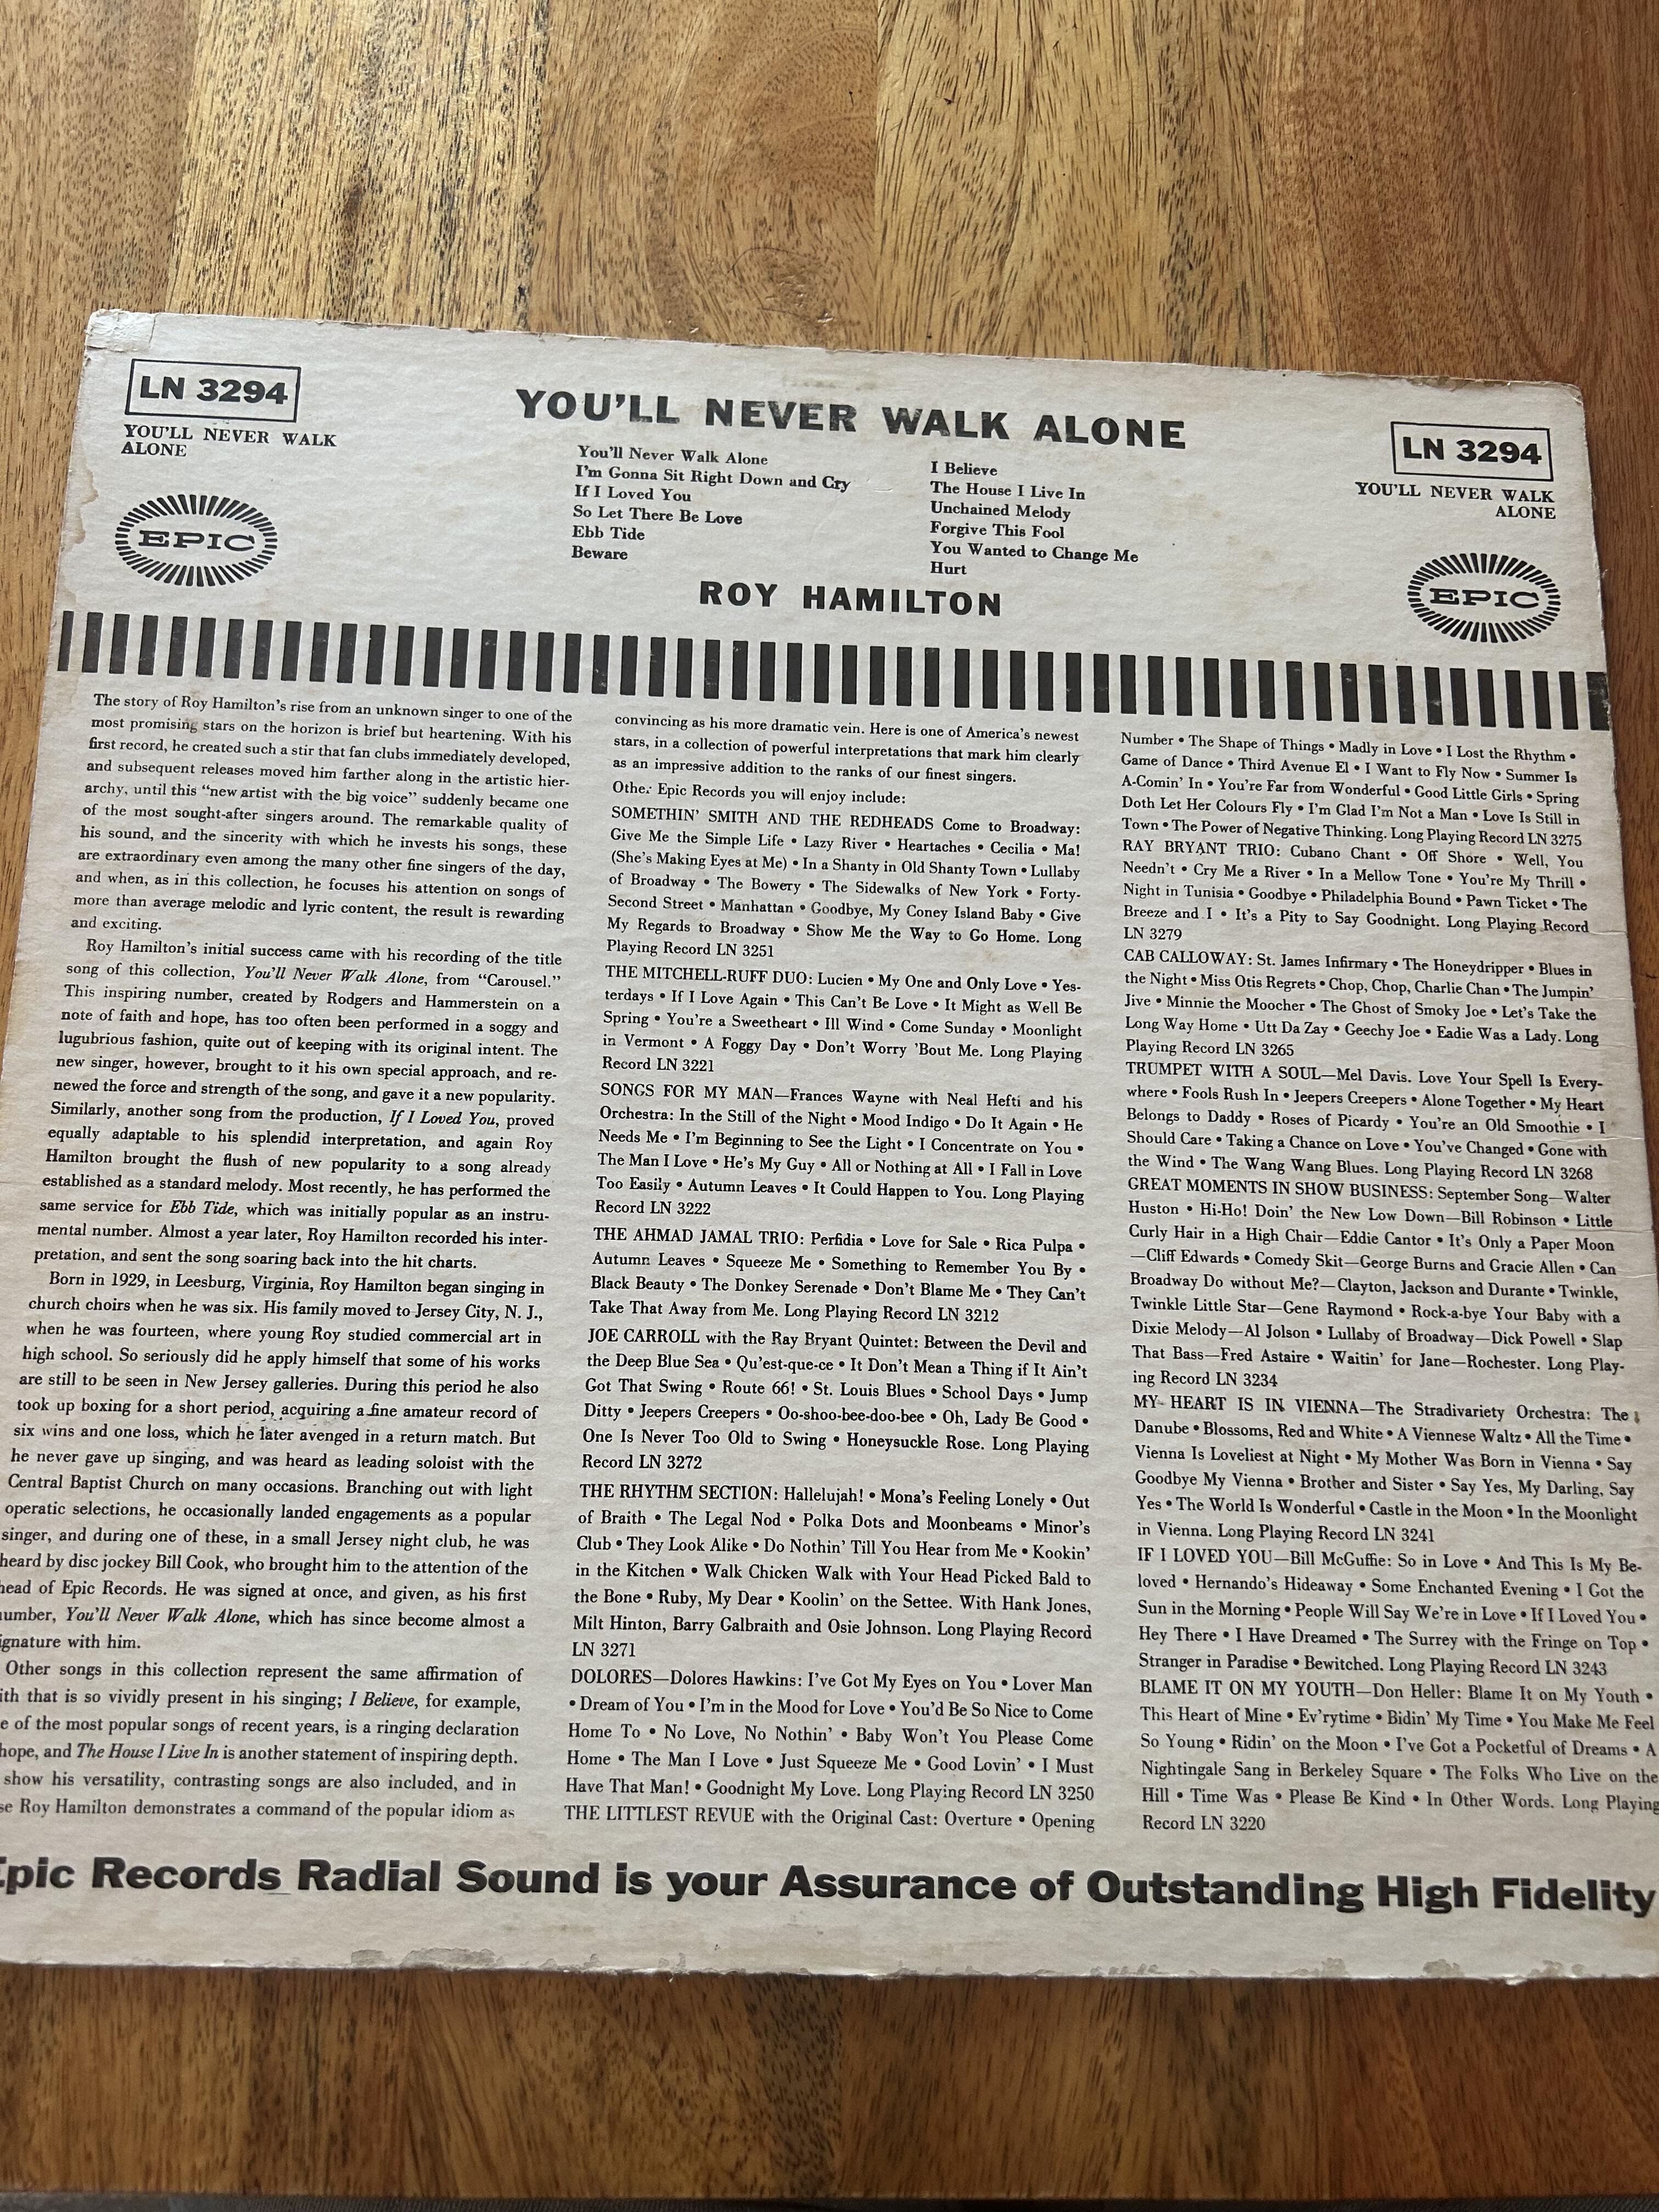 LN 3294
YOU'LL NEVER WALK
ALONE
EPIC
YOU'LL NEVER WALK ALONE
You'll Never Walk Alone
I'm Gonna Sit Right Down and Cry
If I Loved You
So Let There Be Love
Ebb Tide
Beware
I Believe
The House I Live In
Unchained Melody
Forgive This Fool
You Wanted to Change Me
Hurt
ROY HAMILTON
LN 3294
YOU'LL NEVER WALK
ALONE
EPIC
The story of Roy Hamilton's rise from an unknown singer to one of the
most promising stars on the horizon is brief but heartening. With his
first record, he created such a stir that fan clubs immediately developed,
and subsequent releases moved him farther along in the artistic hier-
archy, until this "new artist with the big voice" suddenly became one
of the most sought-after singers around. The remarkable quality of
his sound, and the sincerity with which he invests his songs, these
are extraordinary even among the many other fine singers of the day,
and when, as in this collection, he focuses his attention on songs of
more than average melodic and lyric content, the result is rewarding
and exciting.
Roy Hamilton's initial success came with his recording of the title
song of this collection, You'll Never Walk Alone, from "Carousel."
This inspiring number, created by Rodgers and Hammerstein on a
note of faith and hope, has too often been performed in a soggy and
lugubrious fashion, quite out of keeping with its original intent. The
new singer, however, brought to it his own special approach, and re-
newed the force and strength of the song, and gave it a new popularity.
Similarly, another song from the production, If I Loved You, proved
equally adaptable to his splendid interpretation, and again Roy
Hamilton brought the flush of new popularity to a song already
established as a standard melody. Most recently, he has performed the
same service for Ebb Tide, which was initially popular as an instru-
mental number. Almost a year later, Roy Hamilton recorded his inter-
pretation, and sent the song soaring back into the hit charts.
Born in 1929, in Leesburg, Virginia, Roy Hamilton began singing in
church choirs when he was six. His family moved to Jersey City, N. J.,
when he was fourteen, where young Roy studied commercial art in
high school. So seriously did he apply himself that some of his works
are still to be seen in New Jersey galleries. During this period he also
took up boxing for a short period, acquiring a fine amateur record of
six wins and one loss, which he later avenged in a return match. But
he never gave up singing, and was heard as leading soloist with the
Central Baptist Church on many occasions. Branching out with light
operatic selections, he occasionally landed engagements as a popular
singer, and during one of these, in a small Jersey night club, he was
heard by disc jockey Bill Cook, who brought him to the attention of the
head of Epic Records. He was signed at once, and given, as his first
number, You'll Never Walk Alone, which has since become almost a
ignature with him.
Other songs in this collection represent the same affirmation of
ith that is so vividly present in his singing; I Believe, for example,
e of the most popular songs of recent years, is a ringing declaration
hope, and The House I Live In is another statement of inspiring depth.
show his versatility, contrasting songs are also included, and in
se Roy Hamilton demonstrates a command of the popular idiom as
convincing as his more dramatic vein. Here is one of America's newest
stars, in a collection of powerful interpretations that mark him clearly
as an impressive addition to the ranks of our finest singers.
Other Epic Records you will enjoy include:
SOMETHIN' SMITH AND THE REDHEADS Come to Broadway:
Give Me the Simple Life • Lazy River • Heartaches • Cecilia • Ma!
(She's Making Eyes at Me) • In a Shanty in Old Shanty Town • Lullaby
of Broadway • The Bowery • The Sidewalks of New York • Forty-
Second Street • Manhattan • Goodbye, My Coney Island Baby • Give
My Regards to Broadway • Show Me the Way to Go Home. Long
Playing Record LN 3251
THE MITCHELL-RUFF DUO: Lucien • My One and Only Love • Yes-
terdays • If I Love Again • This Can't Be Love • It Might as Well Be
Spring • You're a Sweetheart • Ill Wind • Come Sunday • Moonlight
in Vermont • A Foggy Day • Don't Worry 'Bout Me. Long Playing
Record LN 3221
SONGS FOR MY MAN—Frances Wayne with Neal Hefti and his
Orchestra: In the Still of the Night • Mood Indigo • Do It Again • He
Needs Me • I'm Beginning to See the Light • I Concentrate on You •
The Man I Love • He's My Guy • All or Nothing at All • I Fall in Love
Too Easily • Autumn Leaves • It Could Happen to You. Long Playing
Record LN 3222
THE AHMAD JAMAL TRIO: Perfidia • Love for Sale • Rica Pulpa •
Autumn Leaves • Squeeze Me • Something to Remember You By •
Black Beauty • The Donkey Serenade • Don't Blame Me • They Can't
Take That Away from Me. Long Playing Record LN 3212
JOE CARROLL with the Ray Bryant Quintet: Between the Devil and
the Deep Blue Sea • Qu'est-que-ce • It Don't Mean a Thing if It Ain't
Got That Swing • Route 66! • St. Louis Blues • School Days • Jump
Ditty • Jeepers Creepers • Oo-shoo-bee-doo-bee • Oh, Lady Be Good •
One Is Never Too Old to Swing • Honeysuckle Rose. Long Playing
Record LN 3272
THE RHYTHM SECTION: Hallelujah! • Mona's Feeling Lonely • Out
of Braith • The Legal Nod • Polka Dots and Moonbeams • Minor's
Club • They Look Alike • Do Nothin' Till You Hear from Me • Kookin'
in the Kitchen • Walk Chicken Walk with Your Head Picked Bald to
the Bone • Ruby, My Dear • Koolin' on the Settee. With Hank Jones,
Milt Hinton, Barry Galbraith and Osie Johnson. Long Playing Record
LN 3271
DOLORES—Dolores Hawkins: I've Got My Eyes on You • Lover Man
• Dream of You • I'm in the Mood for Love • You'd Be So Nice to Come
Home To • No Love, No Nothin' • Baby Won't You Please Come
Home • The Man I Love • Just Squeeze Me • Good Lovin' • I Must
Have That Man! • Goodnight My Love. Long Playing Record LN 3250
THE LITTLEST REVUE with the Original Cast: Overture • Opening
Number • The Shape of Things • Madly in Love • I Lost the Rhythm •
Game of Dance • Third Avenue El • I Want to Fly Now • Summer Is
A-Comin' In • You're Far from Wonderful • Good Little Girls • Spring
Doth Let Her Colours Fly • I'm Glad I'm Not a Man • Love Is Still in
Town • The Power of Negative Thinking. Long Playing Record LN 3275
RAY BRYANT TRIO: Cubano Chant • Off Shore • Well, You
Needn't • Cry Me a River • In a Mellow Tone • You're My Thrill •
Night in Tunisia • Goodbye • Philadelphia Bound • Pawn Ticket • The
Breeze and I • It's a Pity to Say Goodnight. Long Playing Record
LN 3279
CAB CALLOWAY: St. James Infirmary • The Honeydripper • Blues in
the Night • Miss Otis Regrets • Chop, Chop, Charlie Chan • The Jumpin'
Jive • Minnie the Moocher • The Ghost of Smoky Joe • Let's Take the
Long Way Home • Utt Da Zay • Geechy Joe • Eadie Was a Lady. Long
Playing Record LN 3265
TRUMPET WITH A SOUL—Mel Davis. Love Your Spell Is Every-
where • Fools Rush In • Jeepers Creepers • Alone Together • My Heart
Belongs to Daddy • Roses of Picardy • You're an Old Smoothie • I
Should Care • Taking a Chance on Love • You've Changed • Gone with
the Wind • The Wang Wang Blues. Long Playing Record LN 3268
GREAT MOMENTS IN SHOW BUSINESS: September Song—Walter
Huston • Hi-Ho! Doin' the New Low Down—Bill Robinson • Little
Curly Hair in a High Chair—Eddie Cantor • It's Only a Paper Moon
—Cliff Edwards • Comedy Skit—George Burns and Gracie Allen • Can
Broadway Do without Me?—Clayton, Jackson and Durante • Twinkle,
Twinkle Little Star—Gene Raymond • Rock-a-bye Your Baby with a
Dixie Melody—Al Jolson • Lullaby of Broadway—Dick Powell • Slap
That Bass—Fred Astaire • Waitin' for Jane—Rochester. Long Play-
ing Record LN 3234
MY HEART IS IN VIENNA—The Stradivariety Orchestra: The
Danube • Blossoms, Red and White • A Viennese Waltz • All the Time •
Vienna Is Loveliest at Night • My Mother Was Born in Vienna • Say
Goodbye My Vienna • Brother and Sister • Say Yes, My Darling, Say
Yes • The World Is Wonderful • Castle in the Moon • In the Moonlight
in Vienna. Long Playing Record LN 3241
IF I LOVED YOU—Bill McGuffie: So in Love • And This Is My Be-
loved • Hernando's Hideaway • Some Enchanted Evening • I Got the
Sun in the Morning • People Will Say We're in Love • If I Loved You •
Hey There • I Have Dreamed • The Surrey with the Fringe on Top •
Stranger in Paradise • Bewitched. Long Playing Record LN 3243
BLAME IT ON MY YOUTH—Don Heller: Blame It on My Youth •
This Heart of Mine • Ev'rytime • Bidin' My Time • You Make Me Feel
So Young • Ridin' on the Moon • I've Got a Pocketful of Dreams • A
Nightingale Sang in Berkeley Square • The Folks Who Live on the
Hill • Time Was • Please Be Kind • In Other Words. Long Playing
Record LN 3220
Epic Records Radial Sound is your Assurance of Outstanding High Fidelity